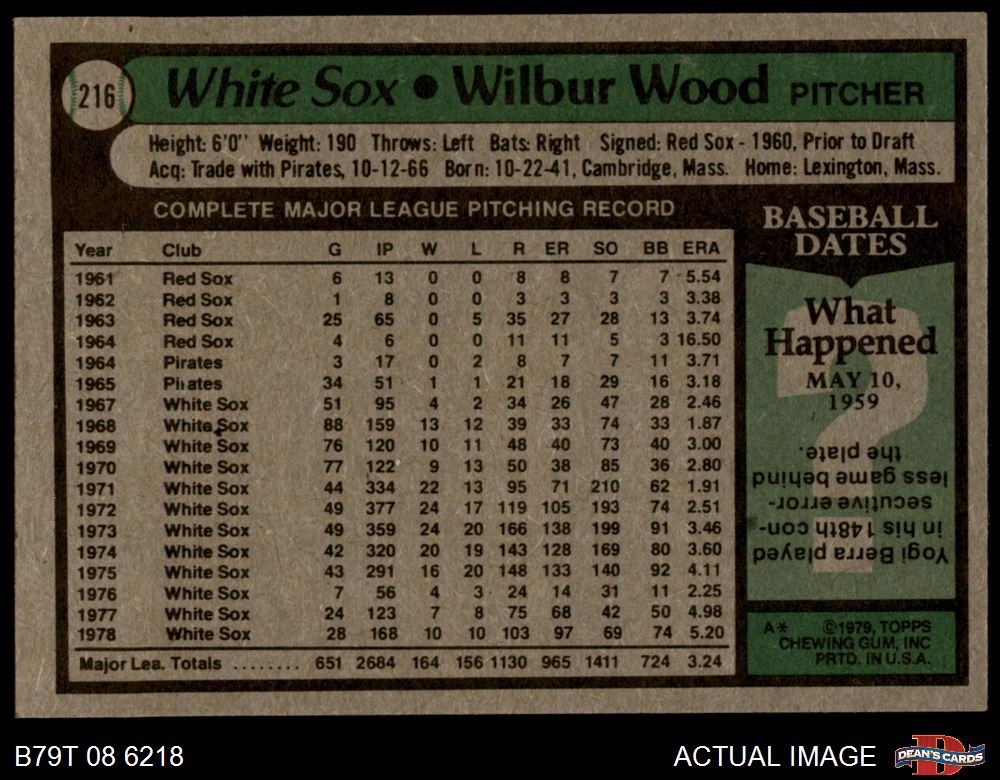 216 White Sox • Wilbur Wood PITCHER
Height: 6'0" Weight: 190 Throws: Left Bats: Right Signed: Red Sox - 1960, Prior to Draft
Acq: Trade with Pirates, 10-12-66 Born: 10-22-41, Cambridge, Mass. Home: Lexington, Mass.
COMPLETE MAJOR LEAGUE PITCHING RECORD
Year Club G IP W L R ER SO BB ERA
1961 Red Sox 6 13 0 0 8 8 7 7 5.54
1962 Red Sox 1 8 0 0 3 3 3 3 3.38
1963 Red Sox 25 65 0 5 35 27 28 13 3.74
1964 Red Sox 4 6 0 0 11 11 5 3 16.50
1964 Pirates 3 17 0 2 8 7 7 11 3.71
1965 Pirates 34 51 1 1 21 18 29 16 3.18
1967 White Sox 51 95 4 2 34 26 47 28 2.46
1968 White Sox 88 159 13 12 39 33 74 33 1.87
1969 White Sox 76 120 10 11 48 40 73 40 3.00
1970 White Sox 77 122 9 13 50 38 85 36 2.80
1971 White Sox 44 334 22 13 95 71 210 62 1.91
1972 White Sox 49 377 24 17 119 105 193 74 2.51
1973 White Sox 49 359 24 20 166 138 199 91 3.46
1974 White Sox 42 320 20 19 143 128 169 80 3.60
1975 White Sox 43 291 16 20 148 133 140 92 4.11
1976 White Sox 7 56 4 3 24 14 31 11 2.25
1977 White Sox 24 123 7 8 75 68 42 50 4.98
1978 White Sox 28 168 10 10 103 97 69 74 5.20
Major Lea. Totals ........ 651 2684 164 156 1130 965 1411 724 3.24
BASEBALL
DATES
What
Happened
MAY 10,
1959
?
Yogi Berra played
in his 148th con-
secutive error-
less game behind
the plate.
A* ©1979, TOPPS
CHEWING GUM, INC
PRTD. IN U.S.A.
B79T 08 6218
ACTUAL IMAGE
D
DEAN'S CARDS